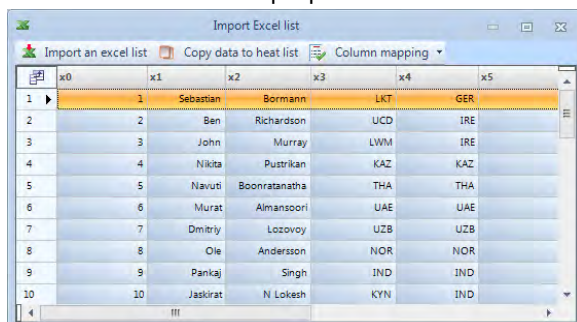 Import Excel list
Import an excel list Copy data to heat list Column mapping
x0 x1 x2 x3 x4 x5
1 1 Sebastian Bormann LKT GER
2 2 Ben Richardson UCD IRE
3 3 John Murray LWM IRE
4 4 Nikita Pustrikan KAZ KAZ
5 5 Navuti Boonratanatha THA THA
6 6 Murat Almansoori UAE UAE
7 7 Dmitriy Lozovoy UZB UZB
8 8 Ole Andersson NOR NOR
9 9 Pankaj Singh IND IND
10 10 Jaskirat N Lokesh KYN IND